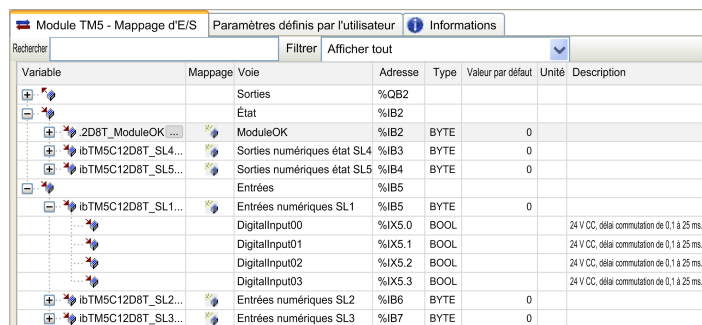 Module TM5 - Mappage d'E/S Paramètres définis par l'utilisateur Informations
Rechercher Filtrer Afficher tout
Variable Mappage Voie Adresse Type Valeur par défaut Unité Description
Sorties %QB2
État %IB2
.2D8T_ModuleOK ... ModuleOK %IB2 BYTE 0
ibTM5C12D8T_SL4... Sorties numériques état SL4 %IB3 BYTE 0
ibTM5C12D8T_SL5... Sorties numériques état SL5 %IB4 BYTE 0
Entrées %IB5
ibTM5C12D8T_SL1... Entrées numériques SL1 %IB5 BYTE 0
DigitalInput00 %IX5.0 BOOL 24 V CC, délai commutation de 0,1 à 25 ms.
DigitalInput01 %IX5.1 BOOL 24 V CC, délai commutation de 0,1 à 25 ms.
DigitalInput02 %IX5.2 BOOL 24 V CC, délai commutation de 0,1 à 25 ms.
DigitalInput03 %IX5.3 BOOL 24 V CC, délai commutation de 0,1 à 25 ms.
ibTM5C12D8T_SL2... Entrées numériques SL2 %IB6 BYTE 0
ibTM5C12D8T_SL3... Entrées numériques SL3 %IB7 BYTE 0